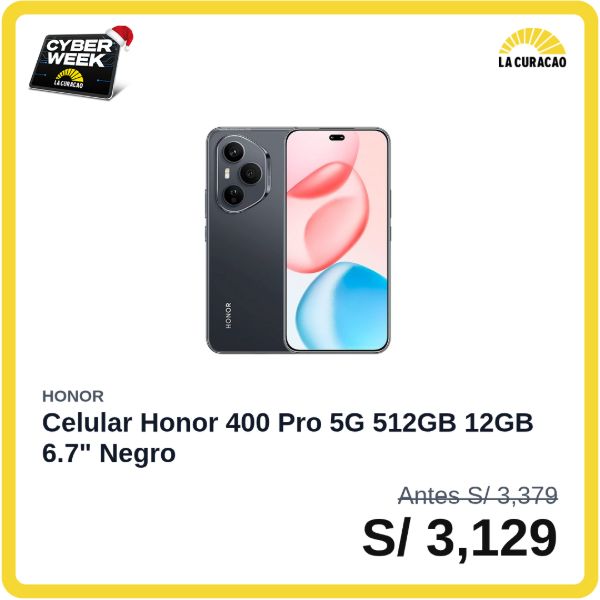 CYBER
WEEK
LA CURACAO
LA CURACAO
HONOR
HONOR
Celular Honor 400 Pro 5G 512GB 12GB
6.7" Negro
Antes S/ 3,379
S/ 3,129